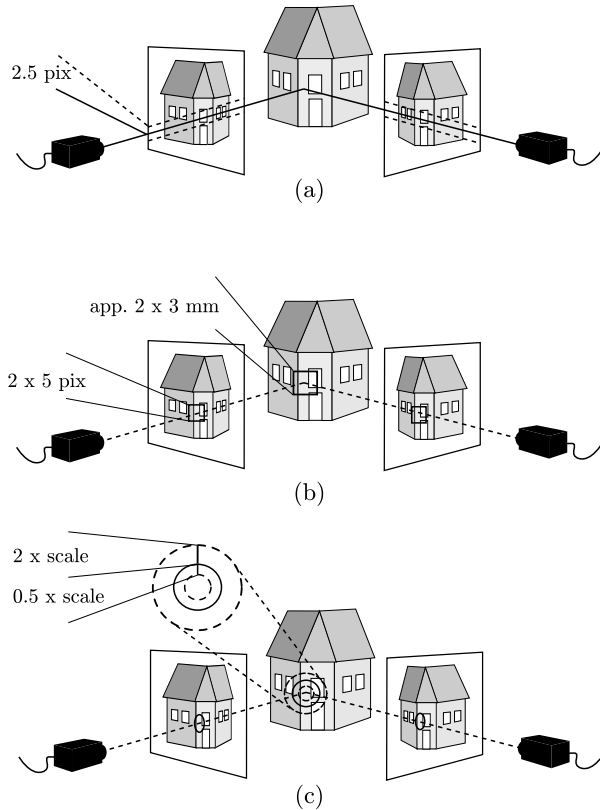 2.5 pix
(a)
app. 2 x 3 mm
2 x 5 pix
(b)
2 x scale
0.5 x scale
(c)